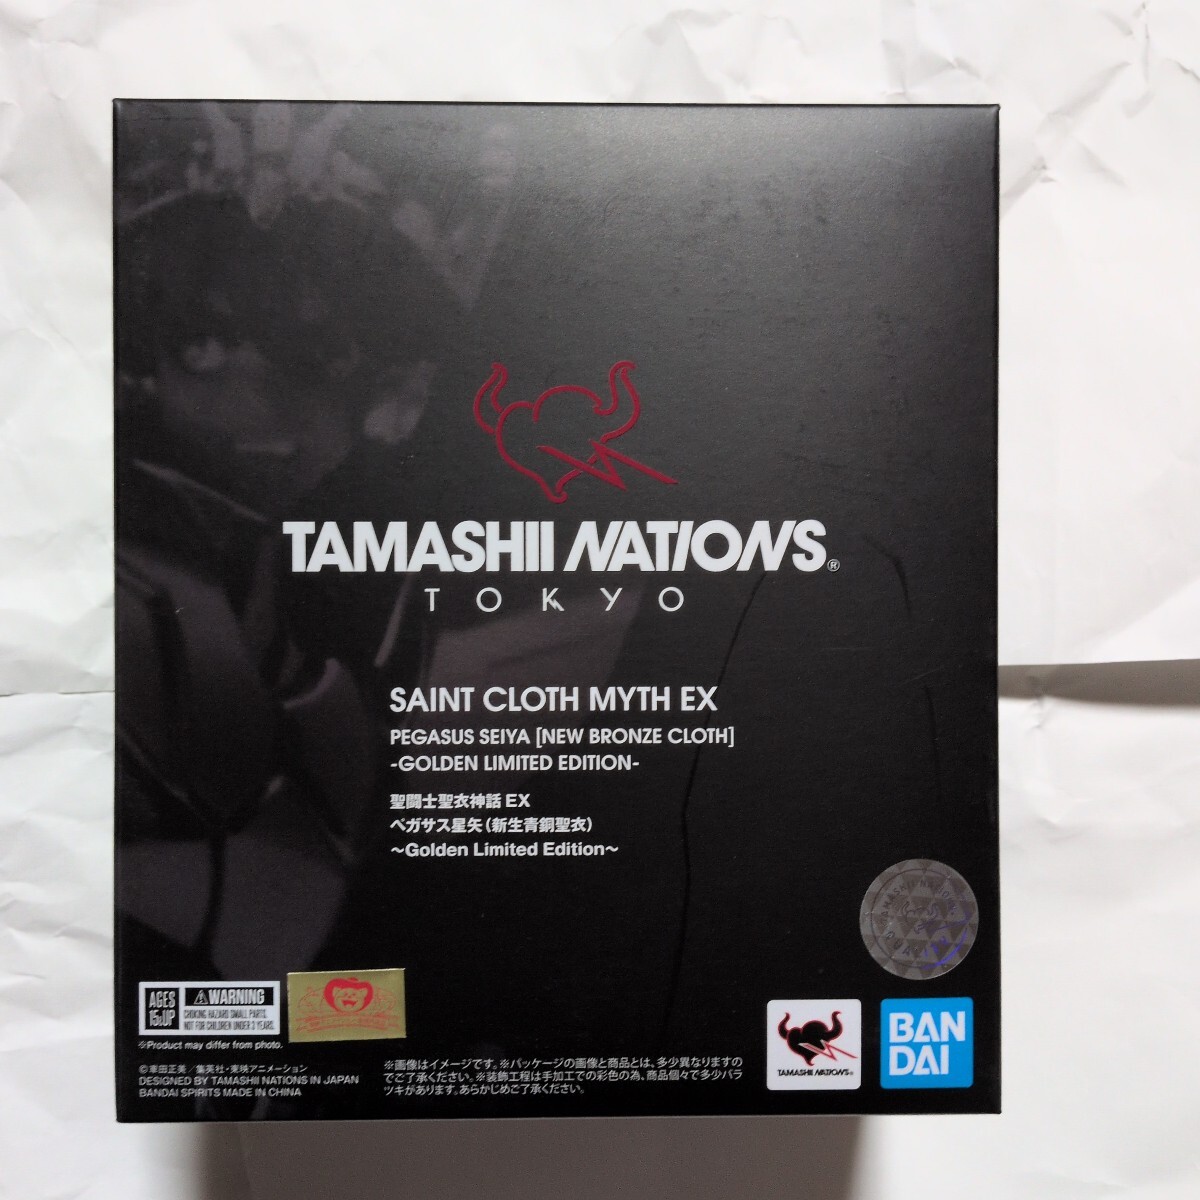 TAMASHII NATIONS®
TOKYO
SAINT CLOTH MYTH EX
PEGASUS SEIYA [NEW BRONZE CLOTH]
-GOLDEN LIMITED EDITION-
聖闘士聖衣神話 EX
ペガサス星矢(新生青銅聖衣)
〜Golden Limited Edition〜
TAMASHII NATIONS
AGES
15&UP
⚠WARNING
CHOKING HAZARD SMALL PARTS.
NOT FOR CHILDREN UNDER 3 YEARS.
※Product may differ from photo.
©車田正美/集英社・東映アニメーション
DESIGNED BY TAMASHII NATIONS IN JAPAN
BANDAI SPIRITS MADE IN CHINA
※画像はイメージです。※パッケージの画像と商品とは、多少異なりますの
でご了承ください。※装飾工程は手加工での彩色の為、商品個々で多少バラ
ツキがあります。あらかじめご了承ください。
TAMASHII NATIONS®
BAN
DAI